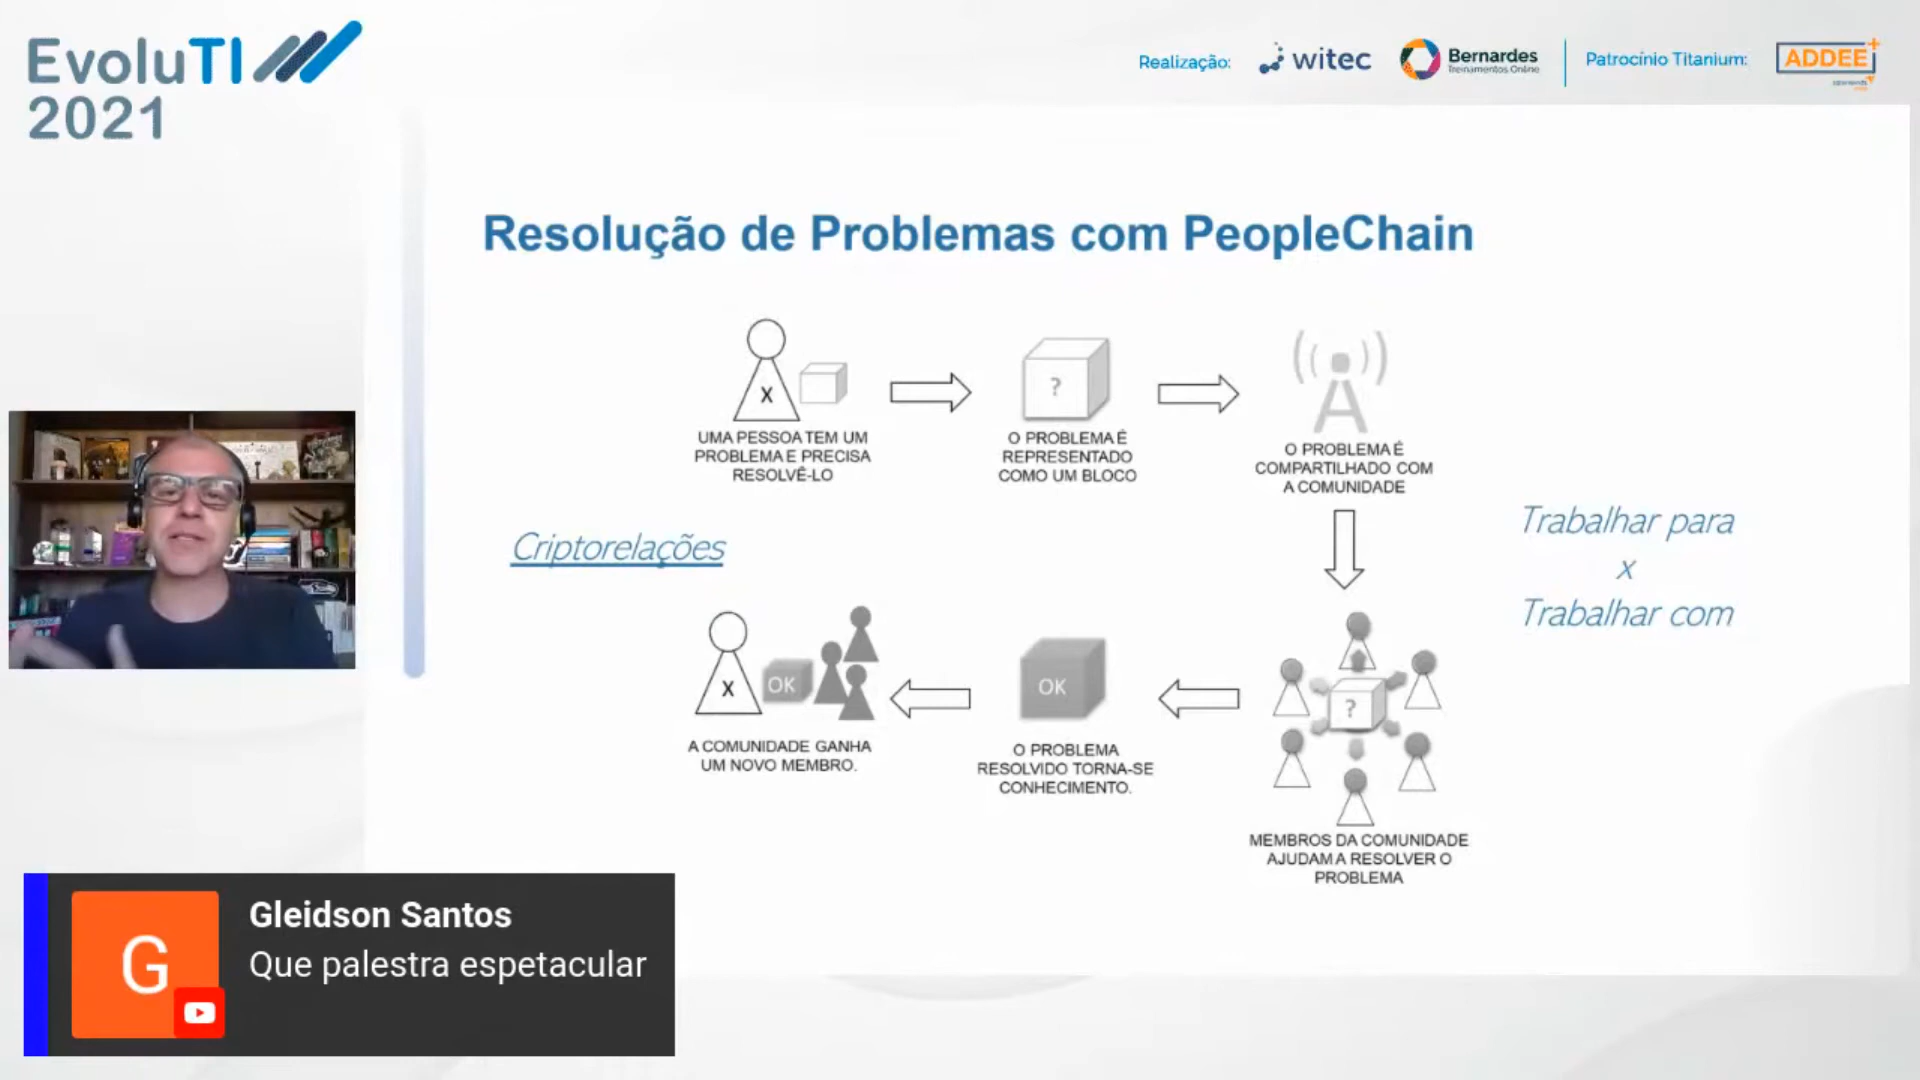 EvoluTI
2021
Realização:
witec
Bernardes
Treinamentos Online
Patrocínio Titanium:
ADDEE
Resolução de Problemas com PeopleChain
X
?
A
UMA PESSOA TEM UM
PROBLEMA E PRECISA
RESOLVÊ-LO
O PROBLEMA É
REPRESENTADO
COMO UM BLOCO
O PROBLEMA É
COMPARTILHADO COM
A COMUNIDADE
Criptorelações
Trabalhar para
x
Trabalhar com
X
OK
OK
?
A COMUNIDADE GANHA
UM NOVO MEMBRO.
O PROBLEMA
RESOLVIDO TORNA-SE
CONHECIMENTO.
MEMBROS DA COMUNIDADE
AJUDAM A RESOLVER O
PROBLEMA
G
Gleidson Santos
Que palestra espetacular